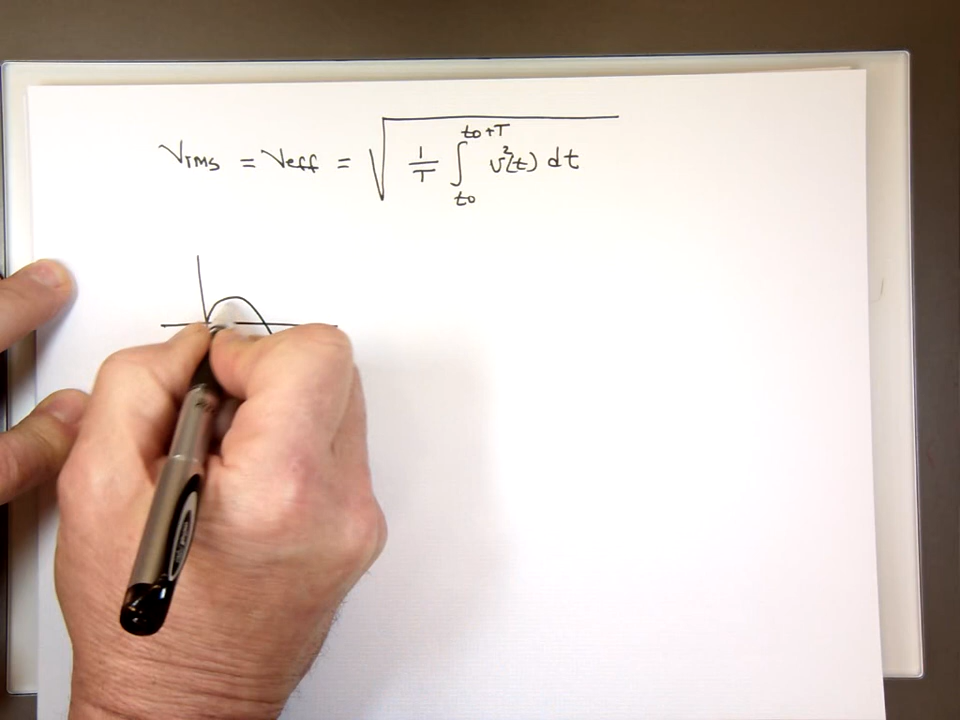 Vrms = Veff = √ 1/T ∫ t0 t0+T v²(t) dt